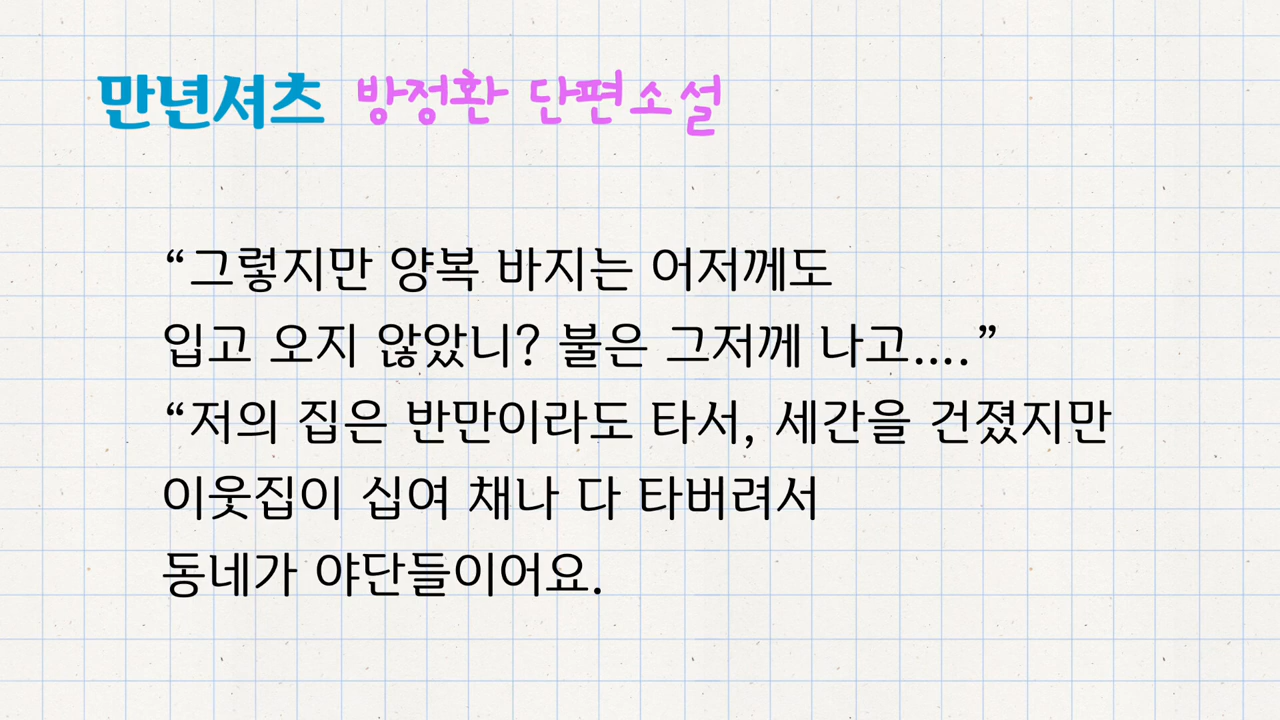 만년셔츠 방정환 단편소설
“그렇지만 양복 바지는 어저께도
입고 오지 않았니? 불은 그저께 나고....”
“저의 집은 반만이라도 타서, 세간을 건졌지만
이웃집이 십여 채나 다 타버려서
동네가 야단들이어요.